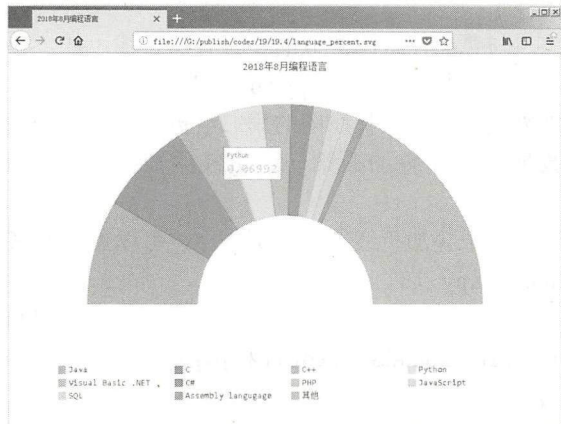 2018年8月编程语言
file:///G:/publish/codes/19/19.4/language_percent.svg
2018年8月编程语言
Python
0.06992
Java
C
C++
Python
Visual Basic .NET
C#
PHP
JavaScript
SQL
Assembly langugage
其他